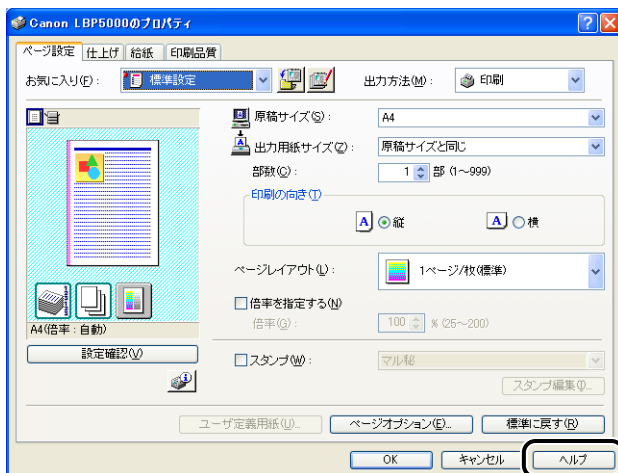 Canon LBP5000のプロパティ
ページ設定 仕上げ 給紙 印刷品質
お気に入り(F): 標準設定 出力方法(M): 印刷
原稿サイズ(S): A4
出力用紙サイズ(Z): 原稿サイズと同じ
部数(C): 1 部 (1~999)
印刷の向き(T)
A 縦 A 横
ページレイアウト(L): 1ページ/枚(標準)
倍率を指定する(N)
倍率(G): 100 % (25~200)
A4(倍率:自動)
設定確認(V)
スタンプ(W): マル秘
スタンプ編集(I)...
ユーザ定義用紙(U)... ページオプション(E)... 標準に戻す(R)
OK キャンセル ヘルプ